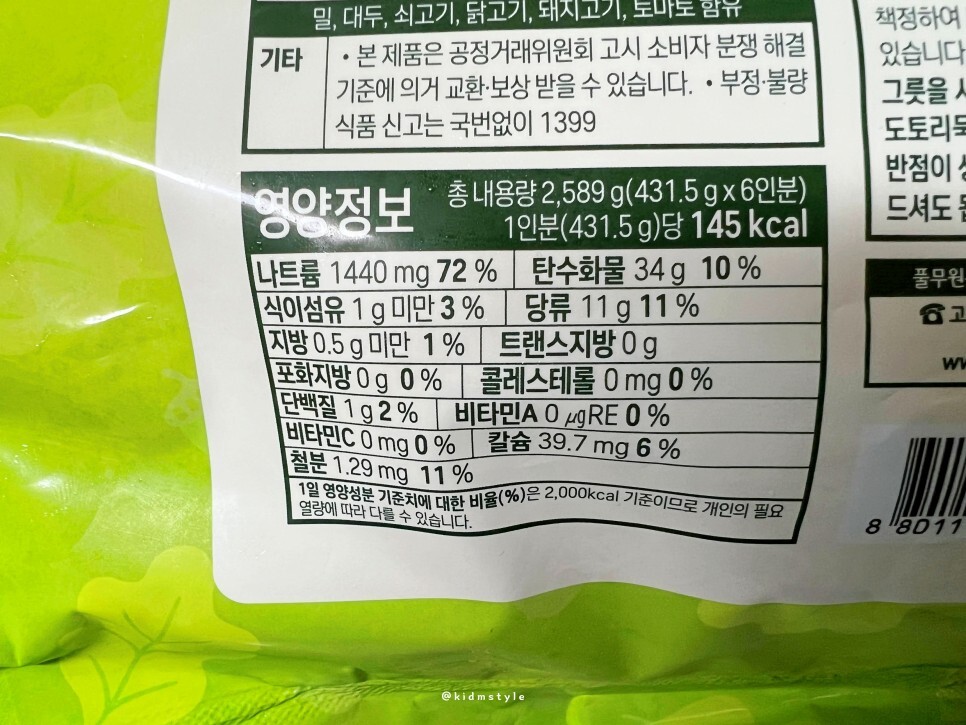 밀, 대두, 쇠고기, 닭고기, 돼지고기, 토마토 함유
기타
• 본 제품은 공정거래위원회 고시 소비자 분쟁 해결
기준에 의거 교환·보상 받을 수 있습니다. • 부정·불량
식품 신고는 국번없이 1399
영양정보
총 내용량 2,589 g(431.5 g x 6인분)
1인분(431.5 g)당 145 kcal
나트륨 1440 mg 72 % 탄수화물 34 g 10 %
식이섬유 1 g 미만 3 % 당류 11 g 11 %
지방 0.5 g 미만 1 % 트랜스지방 0 g
포화지방 0 g 0 % 콜레스테롤 0 mg 0 %
단백질 1 g 2 % 비타민A 0 μgRE 0 %
비타민C 0 mg 0 % 칼슘 39.7 mg 6 %
철분 1.29 mg 11 %
1일 영양성분 기준치에 대한 비율(%)은 2,000kcal 기준이므로 개인의 필요
열량에 따라 다를 수 있습니다.
책정하여
있습니다
그릇을
도토리묵
반점이
드셔도
풀무원
☎ 고
ww
8 8011
@kidmstyle